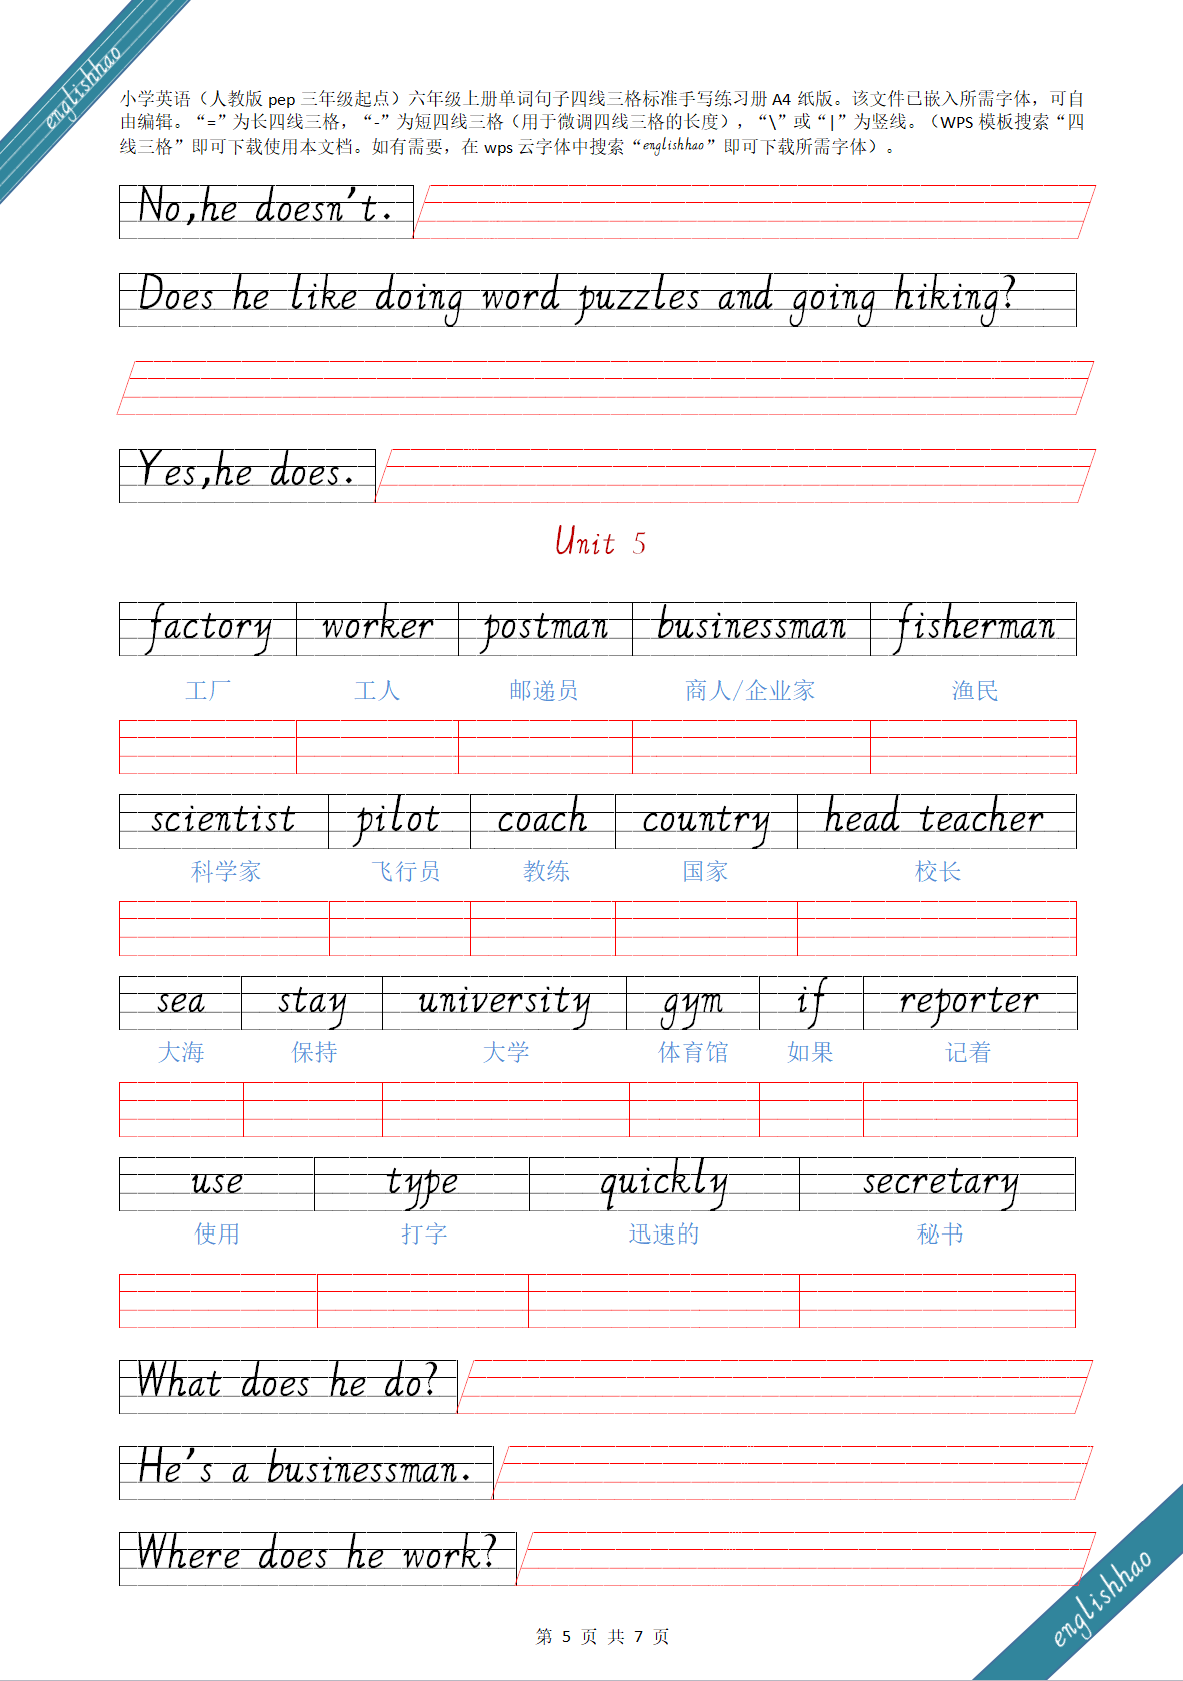 englishhao
小学英语（人教版 pep 三年级起点）六年级上册单词句子四线三格标准手写练习册 A4 纸版。该文件已嵌入所需字体，可自
由编辑。“=”为长四线三格，“-”为短四线三格（用于微调四线三格的长度），“\”或“|”为竖线。（WPS 模板搜索“四
线三格”即可下载使用本文档。如有需要，在 wps 云字体中搜索“englishhao”即可下载所需字体）。
No,he doesn't.
Does he like doing word puzzles and going hiking?
Yes,he does.
Unit 5
factory worker postman businessman fisherman
工厂 工人 邮递员 商人/企业家 渔民
scientist pilot coach country head teacher
科学家 飞行员 教练 国家 校长
sea stay university gym if reporter
大海 保持 大学 体育馆 如果 记着
use type quickly secretary
使用 打字 迅速的 秘书
What does he do?
He's a businessman.
Where does he work?
englishhao
第 5 页 共 7 页